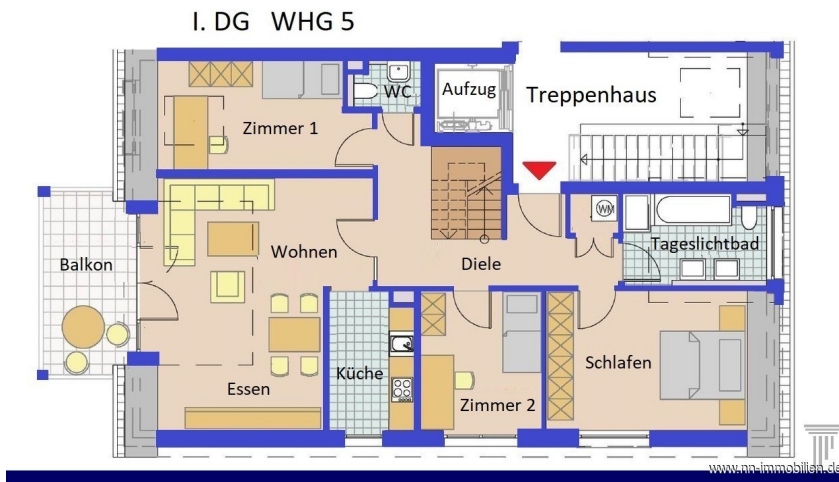 I. DG WHG 5
WC
Aufzug
Treppenhaus
Zimmer 1
WM
Wohnen
Tageslichtbad
Balkon
Diele
Küche
Schlafen
Essen
Zimmer 2
www.nn-immobilien.de